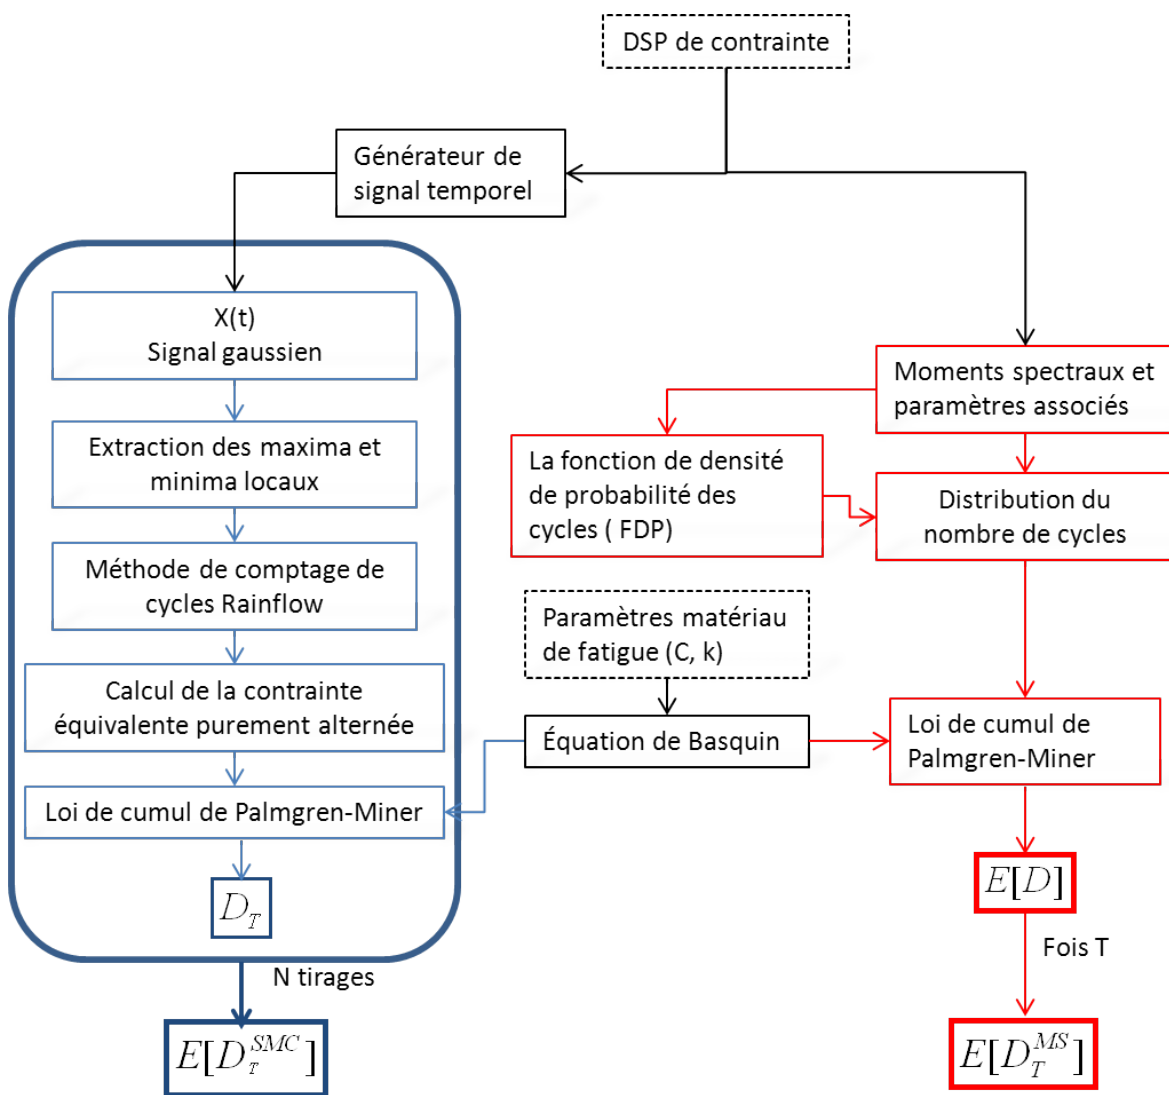 DSP de contrainte
Générateur de
signal temporel
X(t)
Signal gaussien
Extraction des maxima et
minima locaux
Méthode de comptage de
cycles Rainflow
Calcul de la contrainte
équivalente purement alternée
Loi de cumul de Palmgren-Miner
D_T
N tirages
E[D_T^{SMC}]
La fonction de densité
de probabilité des
cycles ( FDP)
Paramètres matériau
de fatigue (C, k)
Équation de Basquin
Moments spectraux et
paramètres associés
Distribution du
nombre de cycles
Loi de cumul de
Palmgren-Miner
E[D]
Fois T
E[D_T^{MS}]